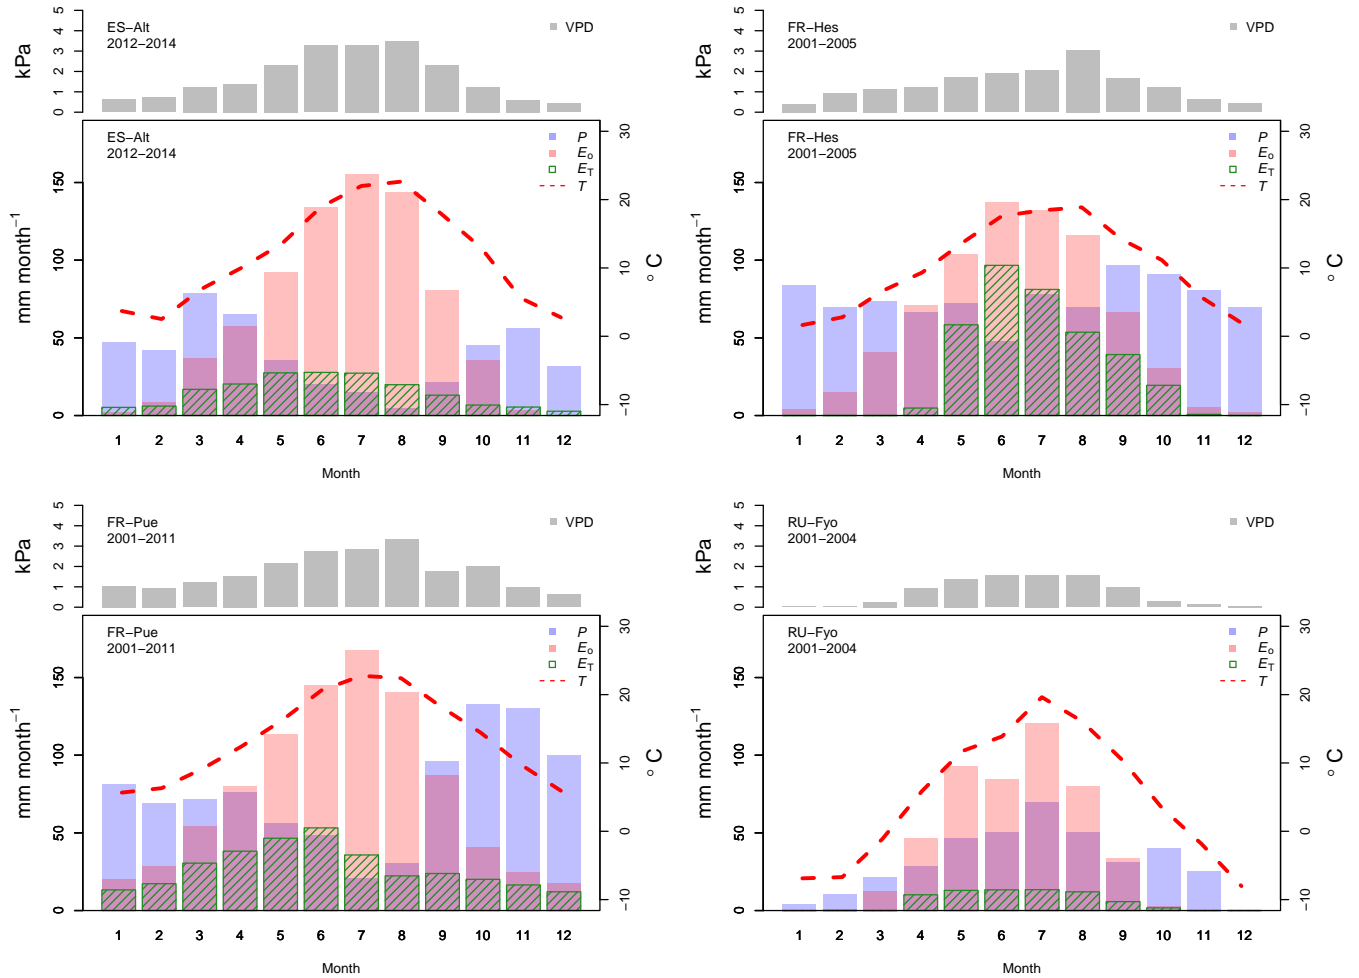 ES−Alt
2012−2014
VPD
kPa
0 1 2 3 4 5
ES−Alt
2012−2014
P
Eo
ET
T
mm month−1
0 50 100 150
° C
−10 0 10 20 30
1 2 3 4 5 6 7 8 9 10 11 12
Month
FR−Hes
2001−2005
VPD
kPa
0 1 2 3 4 5
FR−Hes
2001−2005
P
Eo
ET
T
mm month−1
0 50 100 150
° C
−10 0 10 20 30
1 2 3 4 5 6 7 8 9 10 11 12
Month
FR−Pue
2001−2011
VPD
kPa
0 1 2 3 4 5
FR−Pue
2001−2011
P
Eo
ET
T
mm month−1
0 50 100 150
° C
−10 0 10 20 30
1 2 3 4 5 6 7 8 9 10 11 12
Month
RU−Fyo
2001−2004
VPD
kPa
0 1 2 3 4 5
RU−Fyo
2001−2004
P
Eo
ET
T
mm month−1
0 50 100 150
° C
−10 0 10 20 30
1 2 3 4 5 6 7 8 9 10 11 12
Month